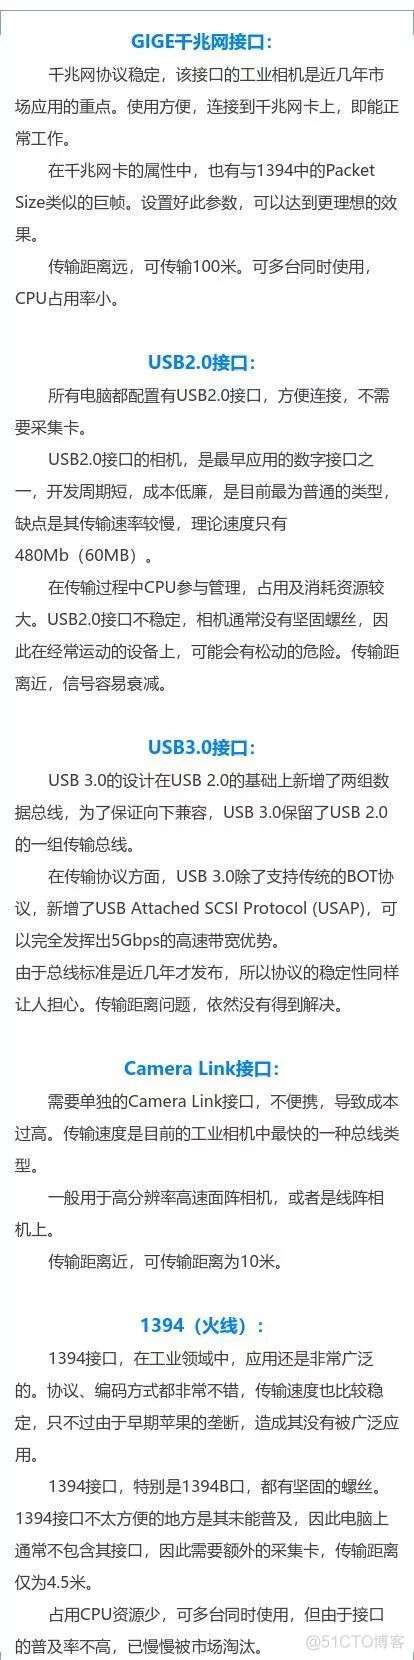 GIGE千兆网接口：
千兆网协议稳定，该接口的工业相机是近几年市
场应用的重点。使用方便，连接到千兆网卡上，即能正
常工作。
在千兆网卡的属性中，也有与1394中的Packet
Size类似的巨帧。设置好此参数，可以达到更理想的效
果。
传输距离远，可传输100米。可多台同时使用，
CPU占用率小。
USB2.0接口：
所有电脑都配置有USB2.0接口，方便连接，不需
要采集卡。
USB2.0接口的相机，是最早应用的数字接口之
一，开发周期短，成本低廉，是目前最为普通的类型，
缺点是其传输速率较慢，理论速度只有
480Mb（60MB）。
在传输过程中CPU参与管理，占用及消耗资源较
大。USB2.0接口不稳定，相机通常没有坚固螺丝，因
此在经常运动的设备上，可能会有松动的危险。传输距
离近，信号容易衰减。
USB3.0接口：
USB 3.0的设计在USB 2.0的基础上新增了两组数
据总线，为了保证向下兼容，USB 3.0保留了USB 2.0
的一组传输总线。
在传输协议方面，USB 3.0除了支持传统的BOT协
议，新增了USB Attached SCSI Protocol (USAP)，可
以完全发挥出5Gbps的高速带宽优势。
由于总线标准是近几年才发布，所以协议的稳定性同样
让人担心。传输距离问题，依然没有得到解决。
Camera Link接口：
需要单独的Camera Link接口，不便携，导致成本
过高。传输速度是目前的工业相机中最快的一种总线类
型。
一般用于高分辨率高速面阵相机，或者是线阵相
机上。
传输距离近，可传输距离为10米。
1394（火线）：
1394接口，在工业领域中，应用还是非常广泛
的。协议、编码方式都非常不错，传输速度也比较稳
定，只不过由于早期苹果的垄断，造成其没有被广泛应
用。
1394接口，特别是1394B口，都有坚固的螺丝。
1394接口不太方便的地方是其未能普及，因此电脑上
通常不包含其接口，因此需要额外的采集卡，传输距离
仅为4.5米。
占用CPU资源少，可多台同时使用，但由于接口
的普及率不高，已慢慢被市场淘汰。
@51CTO博客